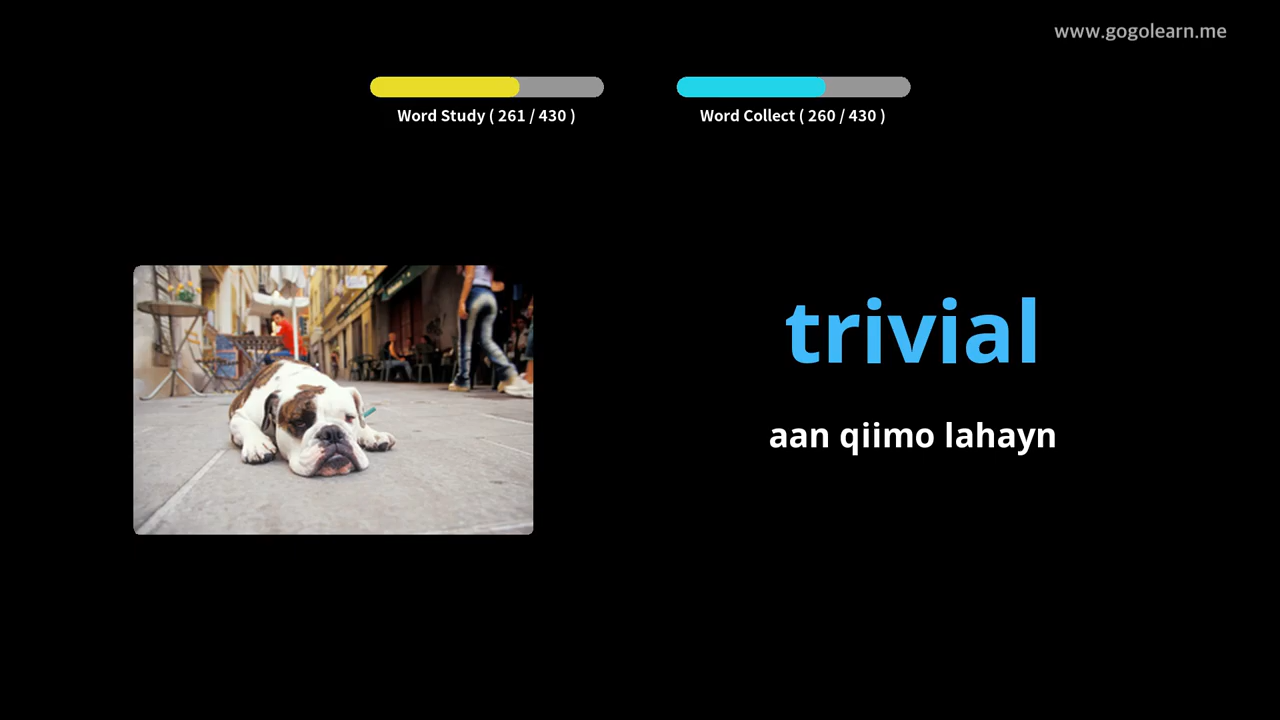 www.gogolearn.me
Word Study ( 261 / 430 )
Word Collect ( 260 / 430 )
trivial
aan qiimo lahayn